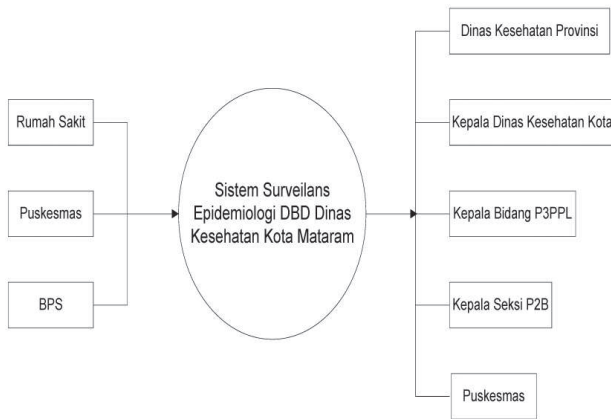 Rumah Sakit
Puskesmas
BPS
Sistem Surveilans
Epidemiologi DBD Dinas
Kesehatan Kota Mataram
Dinas Kesehatan Provinsi
Kepala Dinas Kesehatan Kota
Kepala Bidang P3PPL
Kepala Seksi P2B
Puskesmas